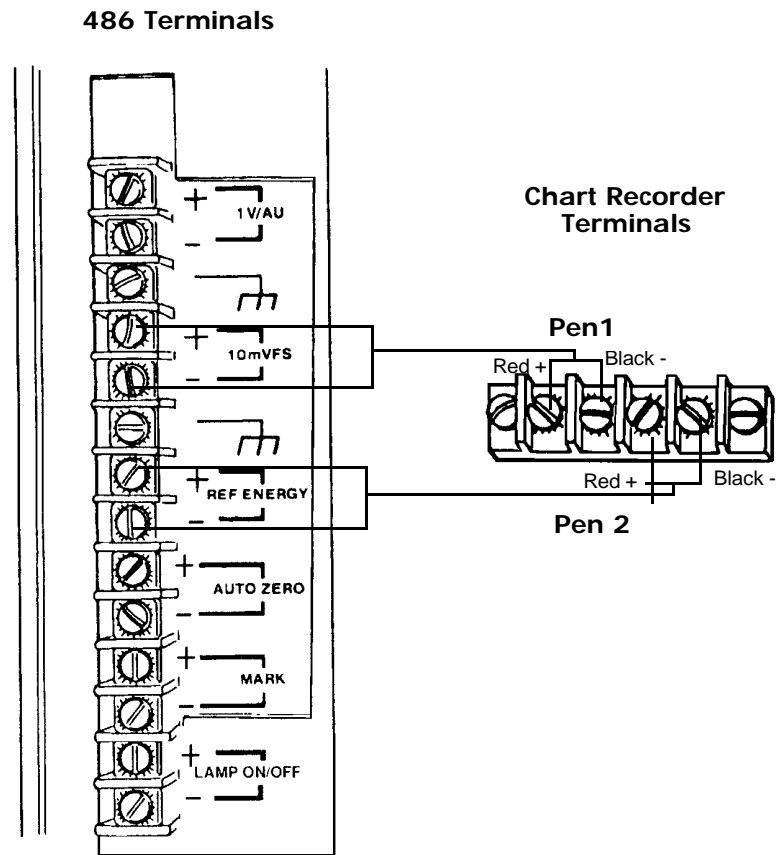 486 Terminals
+
1V/AU
-
Chart Recorder
Terminals
+
10mVFS
-
Pen1
Red +
Black -
+
REF ENERGY
-
Red +
Black -
Pen 2
+
AUTO ZERO
-
+
MARK
-
+
LAMP ON/OFF
-